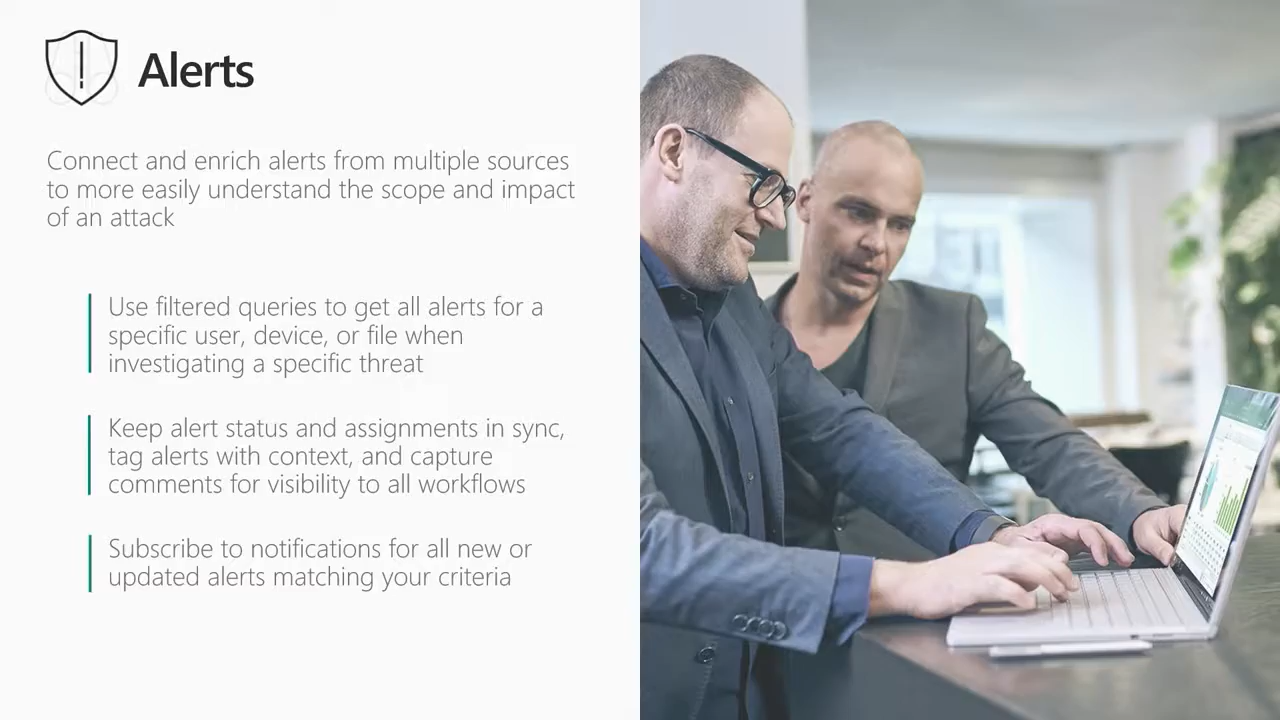 Alerts
Connect and enrich alerts from multiple sources
to more easily understand the scope and impact
of an attack
Use filtered queries to get all alerts for a
specific user, device, or file when
investigating a specific threat
Keep alert status and assignments in sync,
tag alerts with context, and capture
comments for visibility to all workflows
Subscribe to notifications for all new or
updated alerts matching your criteria